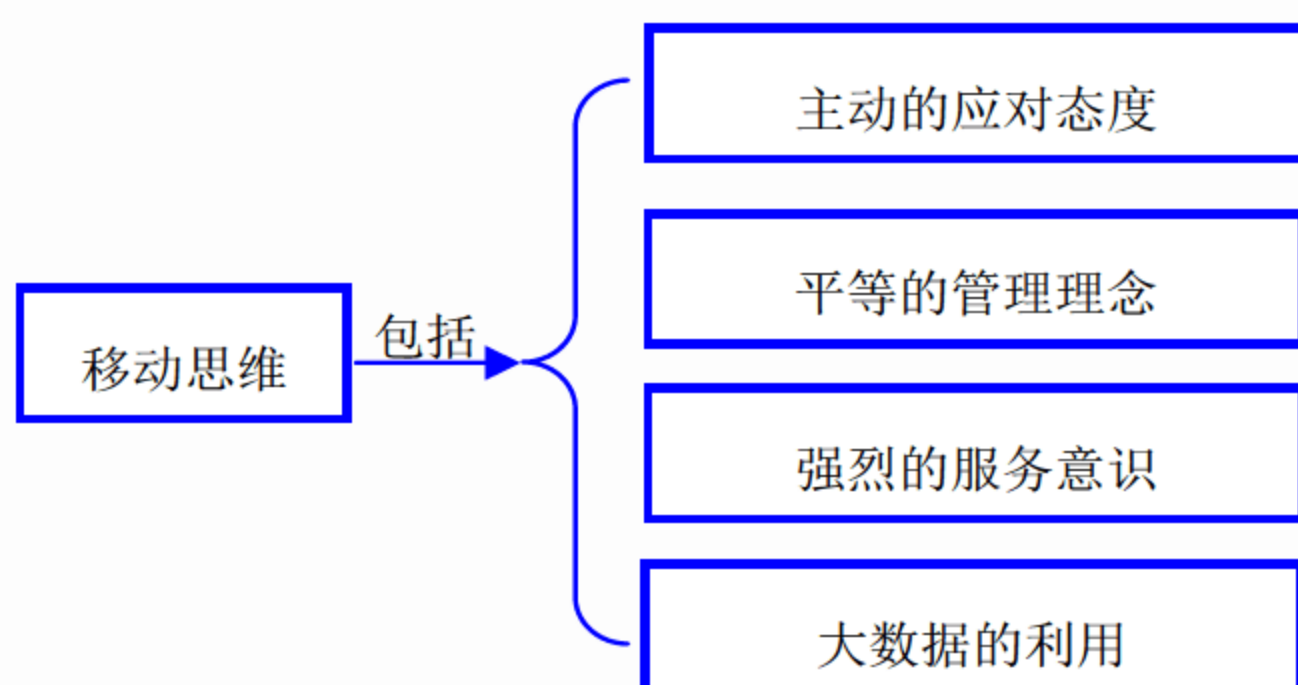 移动思维
包括
主动的应对态度
平等的管理理念
强烈的服务意识
大数据的利用